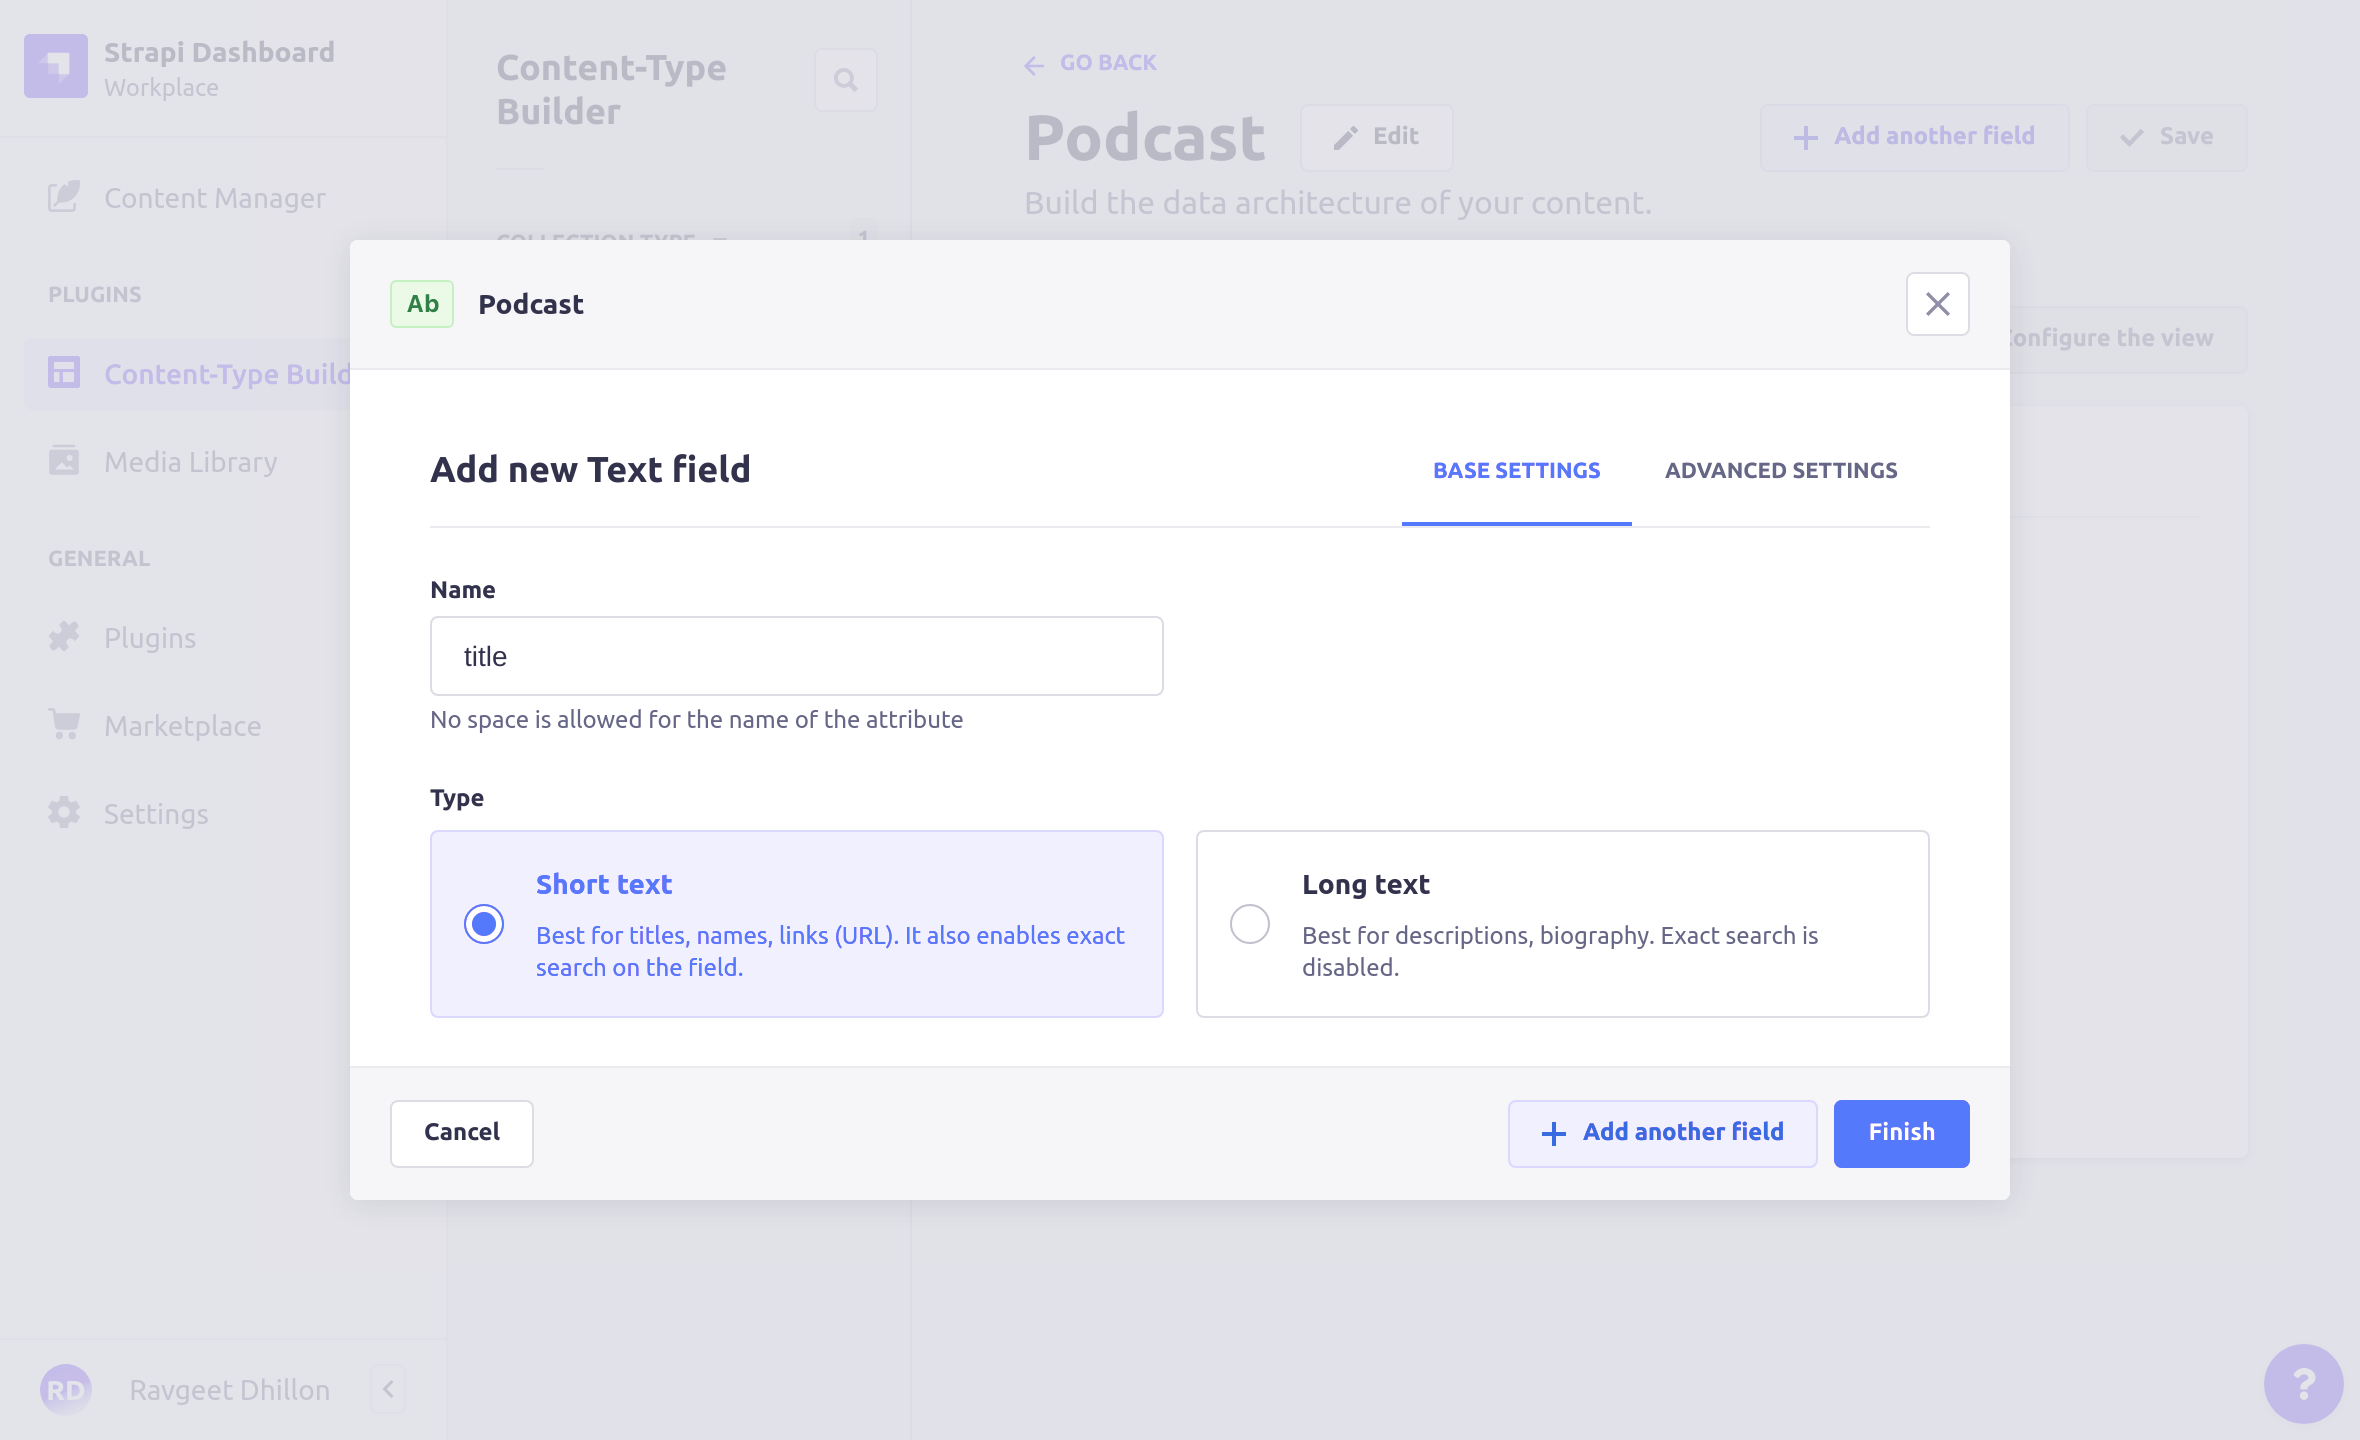 Strapi Dashboard
Workplace
Content Manager
PLUGINS
Content-Type Build
Media Library
GENERAL
Plugins
Marketplace
Settings
RD
Ravgeet Dhillon
Content-Type
Builder
COLLECTION TYPE
1
GO BACK
Podcast
Edit
Add another field
Save
Build the data architecture of your content.
Configure the view
Ab
Podcast
Add new Text field
BASE SETTINGS
ADVANCED SETTINGS
Name
title
No space is allowed for the name of the attribute
Type
Short text
Best for titles, names, links (URL). It also enables exact
search on the field.
Long text
Best for descriptions, biography. Exact search is
disabled.
Cancel
Add another field
Finish
?